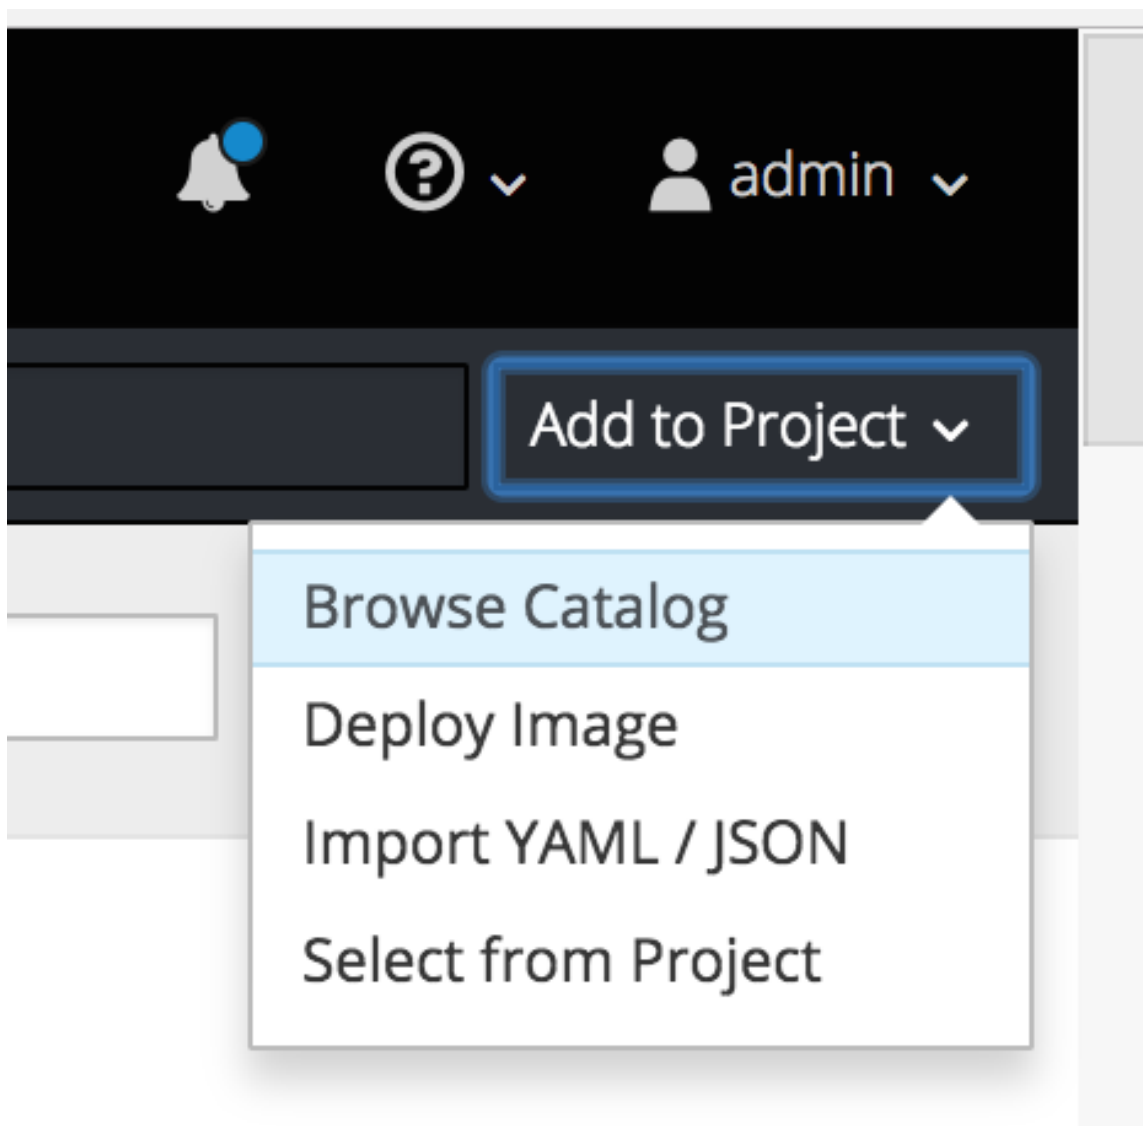 admin
Add to Project
Browse Catalog
Deploy Image
Import YAML / JSON
Select from Project